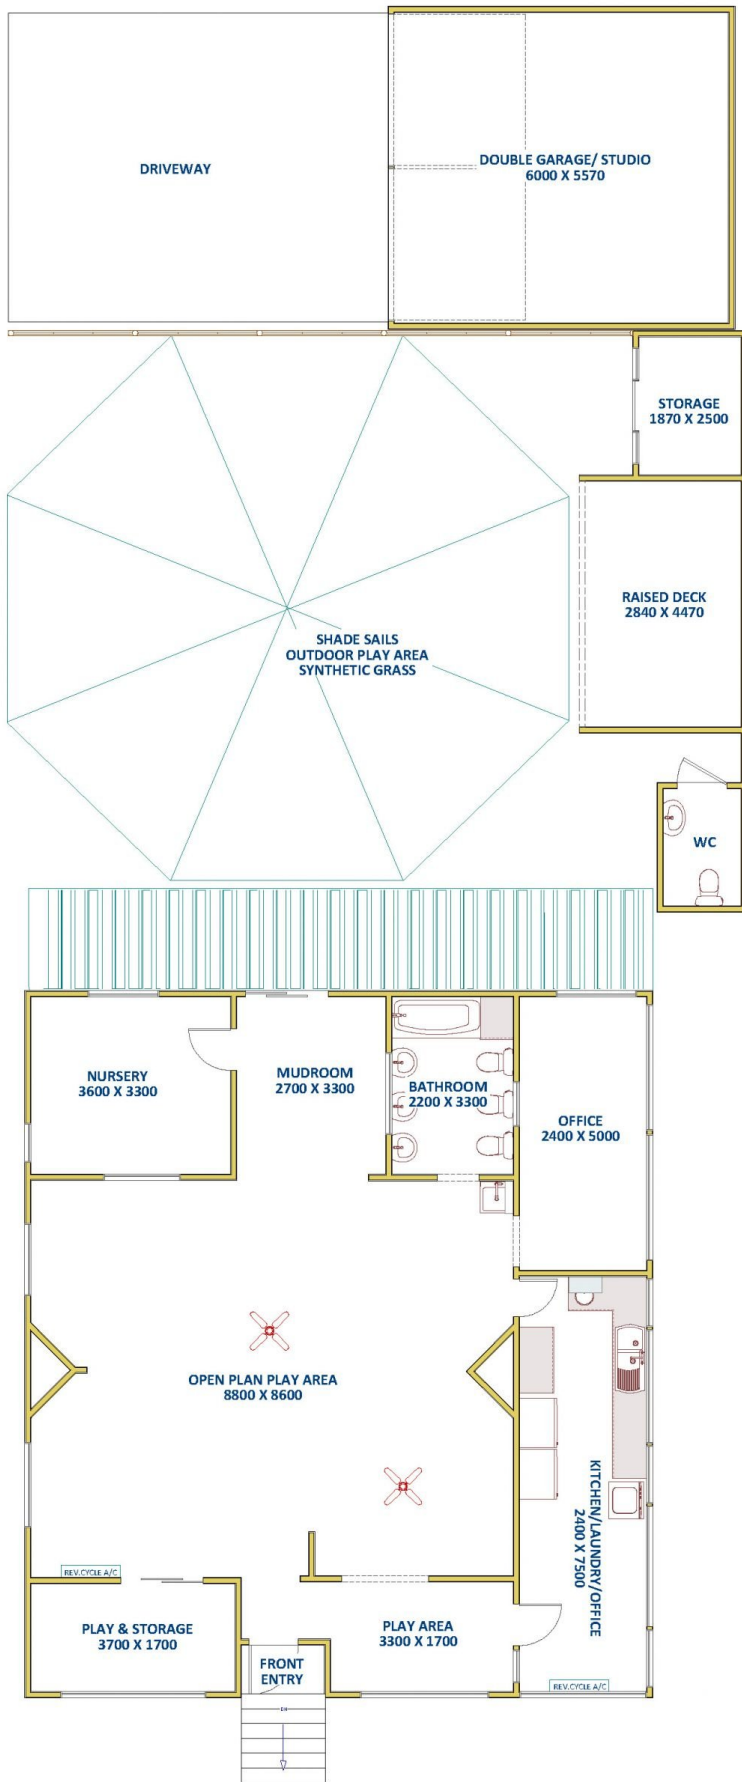 DRIVEWAY
DOUBLE GARAGE/ STUDIO
6000 X 5570
STORAGE
1870 X 2500
RAISED DECK
2840 X 4470
SHADE SAILS
OUTDOOR PLAY AREA
SYNTHETIC GRASS
WC
NURSERY
3600 X 3300
MUDROOM
2700 X 3300
BATHROOM
2200 X 3300
OFFICE
2400 X 5000
OPEN PLAN PLAY AREA
8800 X 8600
KITCHEN/LAUNDRY/OFFICE
2400 X 7500
REV.CYCLE A/C
PLAY & STORAGE
3700 X 1700
PLAY AREA
3300 X 1700
FRONT
ENTRY
REV.CYCLE A/C